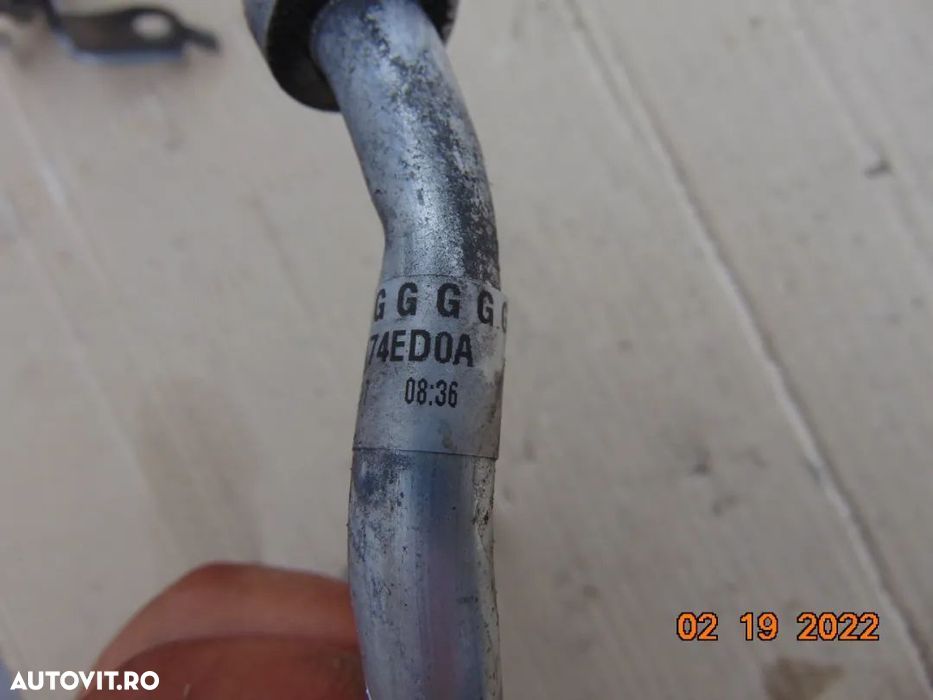 G G G G G
74ED0A
08:36
02 19 2022
AUTOVIT.RO